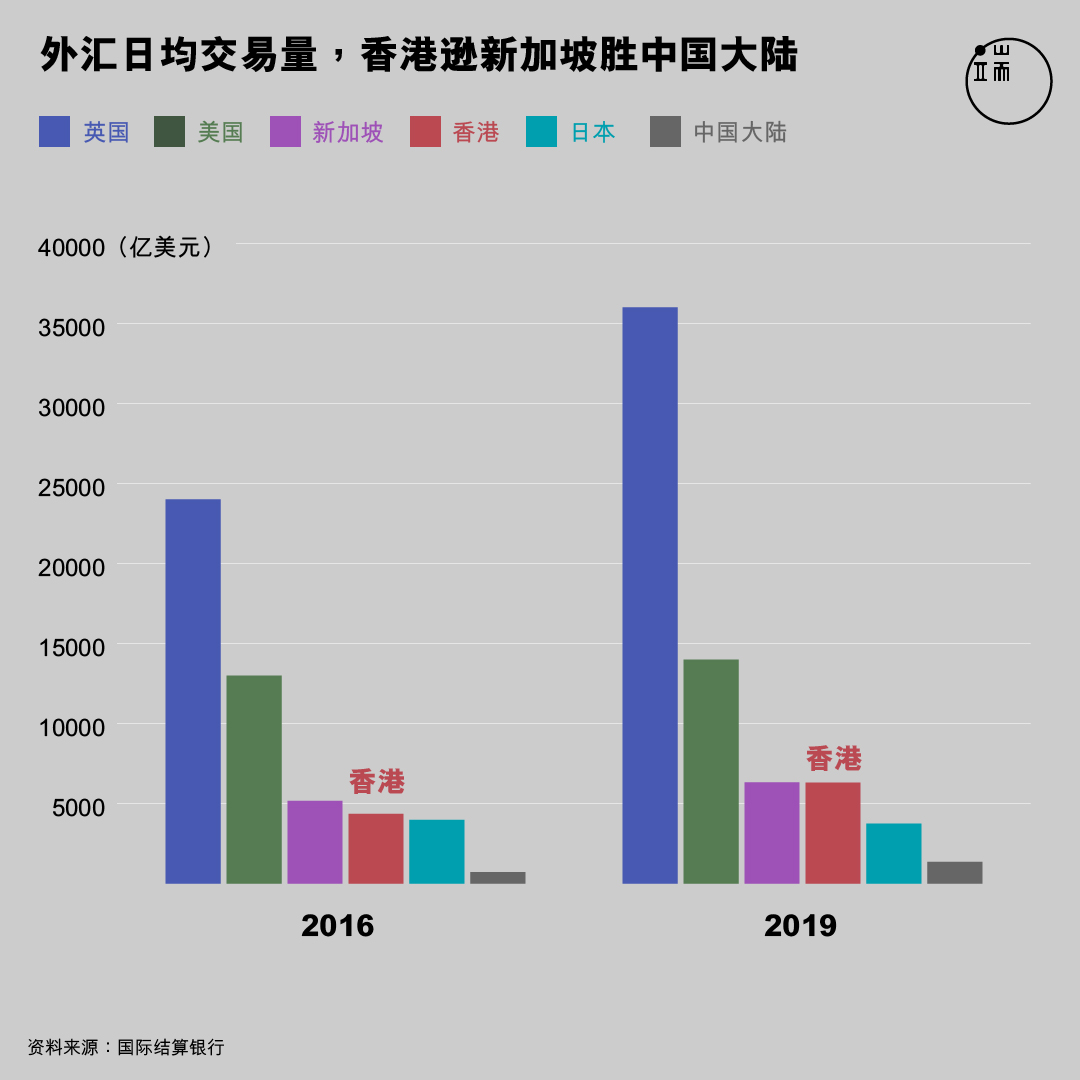 外汇日均交易量，香港逊新加坡胜中国大陆
端
英国 美国 新加坡 香港 日本 中国大陆
40000（亿美元）
35000
30000
25000
20000
15000
10000
5000
香港
香港
2016 2019
资料来源：国际结算银行